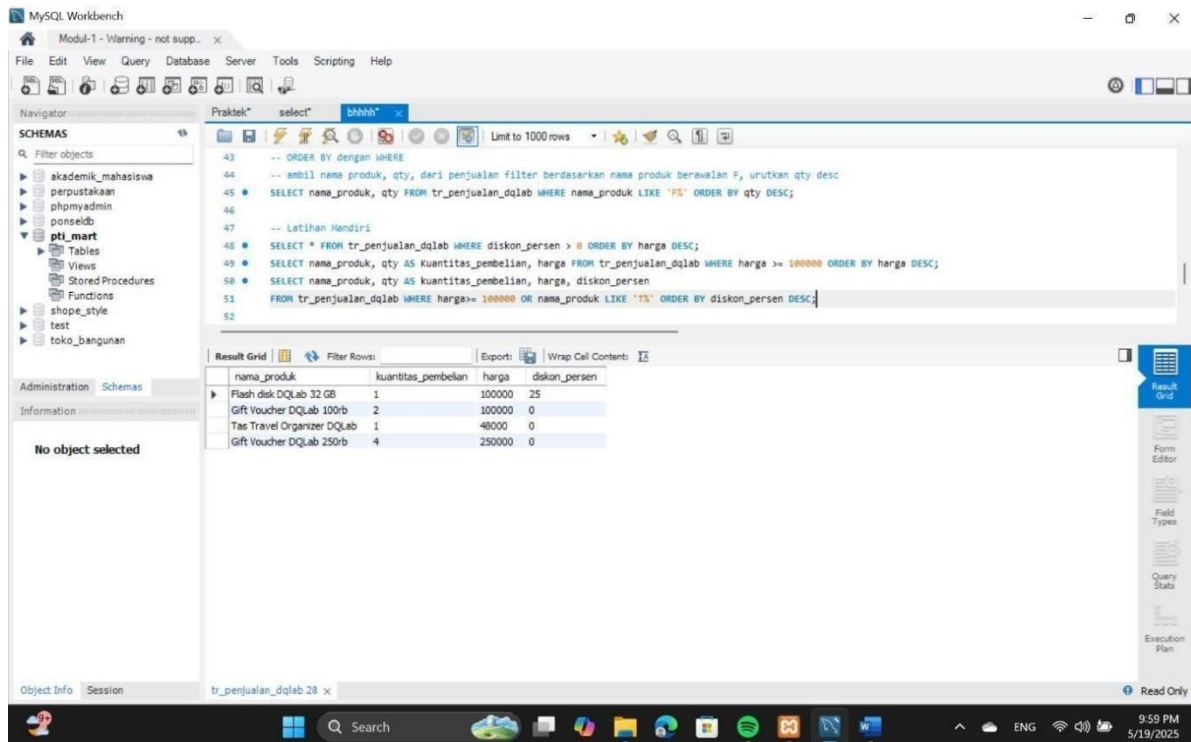 MySQL Workbench
Modul-1 - Warning - not supp...
File Edit View Query Database Server Tools Scripting Help
Navigator
SCHEMAS
Filter objects
akademik_mahasiswa
perpustakaan
phpmyadmin
ponseldb
pti_mart
Tables
Views
Stored Procedures
Functions
shope_style
test
toko_bangunan
Administration Schemas
Information
No object selected
Object Info Session
Praktek* select* bhhhh*
Limit to 1000 rows
43 -- ORDER BY dengan WHERE
44 -- ambil nama produk, qty, dari penjualan filter berdasarkan nama produk berawalan F, urutkan qty desc
45 SELECT nama_produk, qty FROM tr_penjualan_dqlab WHERE nama_produk LIKE 'F%' ORDER BY qty DESC;
46
47 -- Latihan Mandiri
48 SELECT * FROM tr_penjualan_dqlab WHERE diskon_persen > 0 ORDER BY harga DESC;
49 SELECT nama_produk, qty AS Kuantitas_pembelian, harga FROM tr_penjualan_dqlab WHERE harga >= 100000 ORDER BY harga DESC;
50 SELECT nama_produk, qty AS kuantitas_pembelian, harga, diskon_persen
51 FROM tr_penjualan_dqlab WHERE harga>= 100000 OR nama_produk LIKE 'T%' ORDER BY diskon_persen DESC;
52
Result Grid Filter Rows: Export: Wrap Cell Content:
nama_produk kuantitas_pembelian harga diskon_persen
Flash disk DQLab 32 GB 1 100000 25
Gift Voucher DQLab 100rb 2 100000 0
Tas Travel Organizer DQLab 1 48000 0
Gift Voucher DQLab 250rb 4 250000 0
Result
Grid
Form
Editor
Field
Types
Query
Stats
Execution
Plan
tr_penjualan_dqlab 28
Read Only
9+
Search
ENG
9:59 PM
5/19/2025